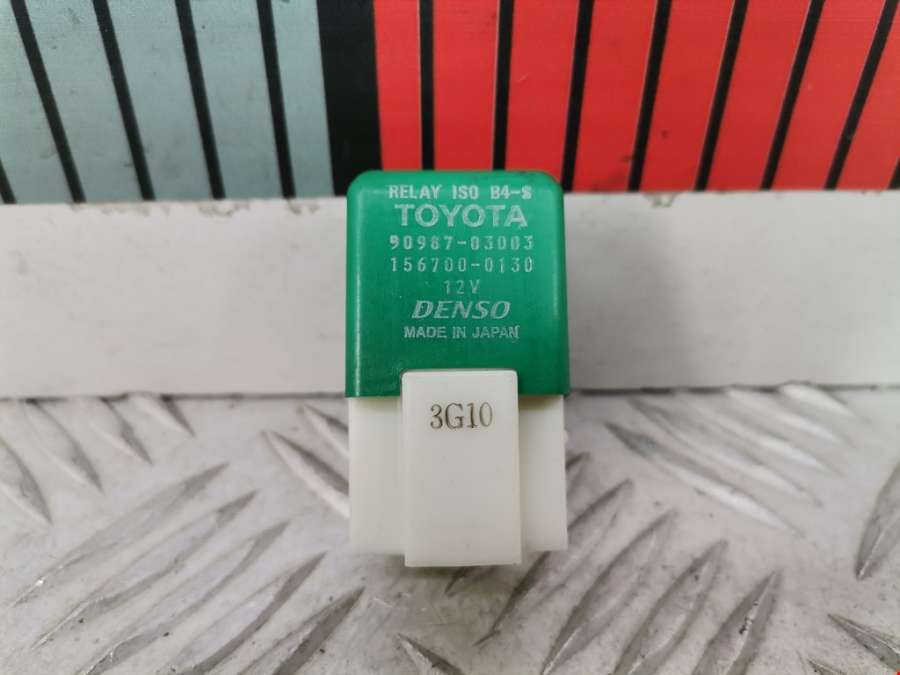 RELAY ISO B4-S
TOYOTA
90987-03003
156700-0130
12V
DENSO
MADE IN JAPAN
3G10